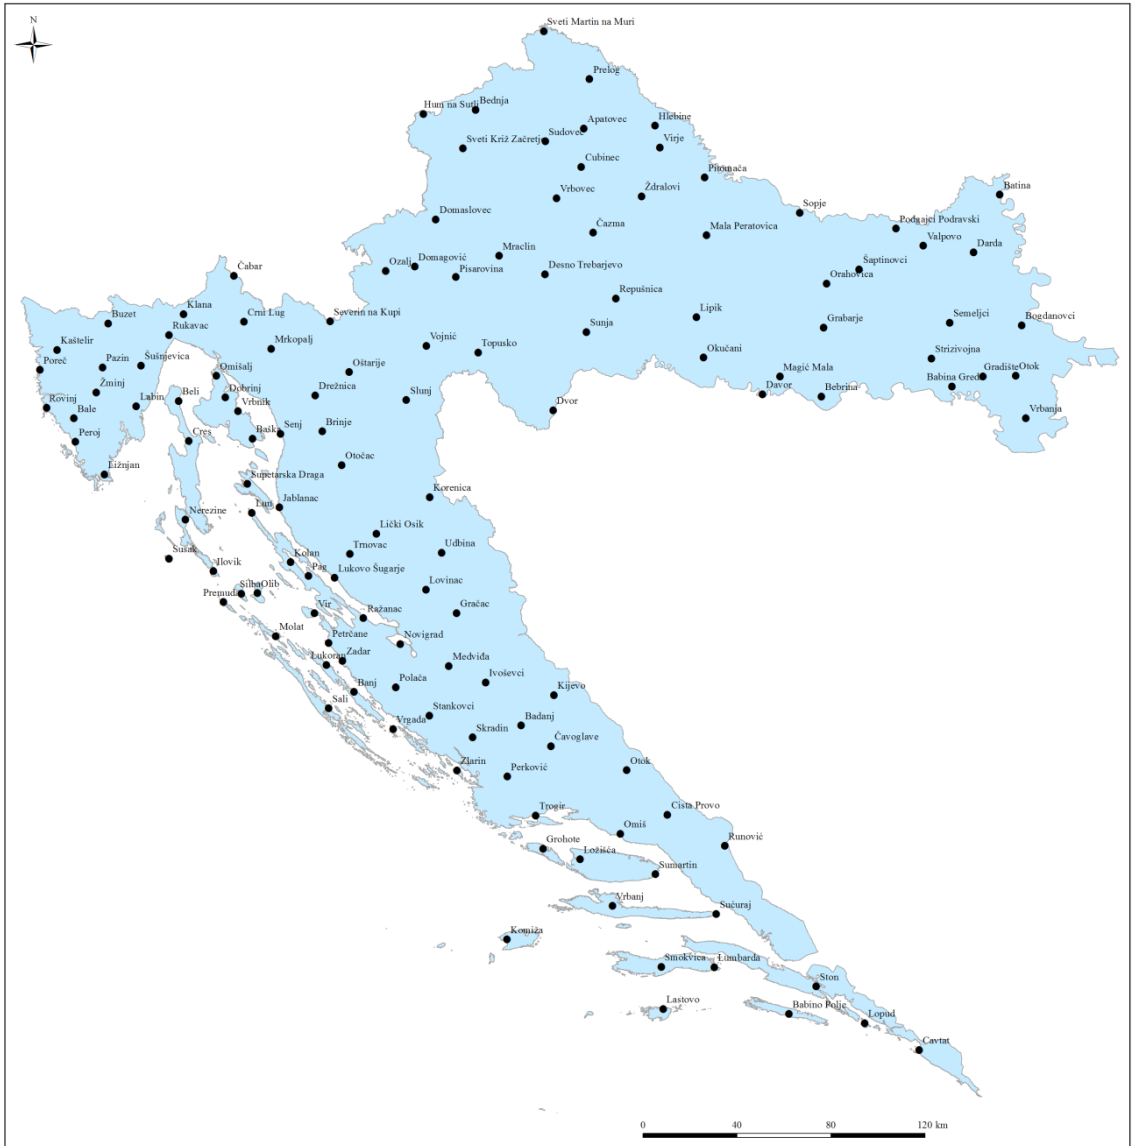 N
Sveti Martin na Muri
Prelog
Hum na Sutli
Bednja
Apatovec
Hlebine
Sudovec
Sveti Križ Začretje
Virje
Cubinec
Pitomača
Batina
Vrbovec
Ždralovi
Domaslovec
Sopje
Čazma
Mala Peratovica
Podgajci Podravski
Valpovo
Darda
Mraclin
Ozalj
Domagović
Pisarovina
Desno Trebarjevo
Šaptinovci
Orahovica
Čabar
Repušnica
Klana
Buzet
Crni Lug
Severin na Kupi
Lipik
Grabarje
Semeljci
Bogdanovci
Rukavac
Sunja
Kaštelir
Mrkopalj
Vojnić
Topusko
Okučani
Strizivojna
Poreč
Pazin
Šušnjevica
Omišalj
Oštarije
Magić Mala
Gradište
Otok
Žminj
Beli
Dobrinj
Drežnica
Slunj
Davor
Bebrina
Babina Greda
Rovinj
Bale
Labin
Vrbnik
Dvor
Vrbanja
Peroj
Cres
Baška
Senj
Brinje
Ližnjan
Otočac
Supetarska Draga
Korenica
Nerezine
Lun
Jablanac
Lički Osik
Susak
Ilovik
Kolan
Trnovac
Udbina
Pag
Lukovo Šugarje
Premuda
Silba
Olib
Lovinac
Vir
Ražanac
Gračac
Molat
Petrčane
Novigrad
Lukoran
Zadar
Medviđa
Banj
Polača
Ivoševci
Kijevo
Sali
Vrgada
Stankovci
Skradin
Badanj
Čavoglave
Zlarin
Perković
Otok
Trogir
Cista Provo
Omiš
Runović
Grohote
Ložišća
Sumartin
Vrbanj
Sućuraj
Komiža
Smokvica
Lumbarda
Ston
Lastovo
Babino Polje
Lopud
Cavtat
0 40 80 120 km